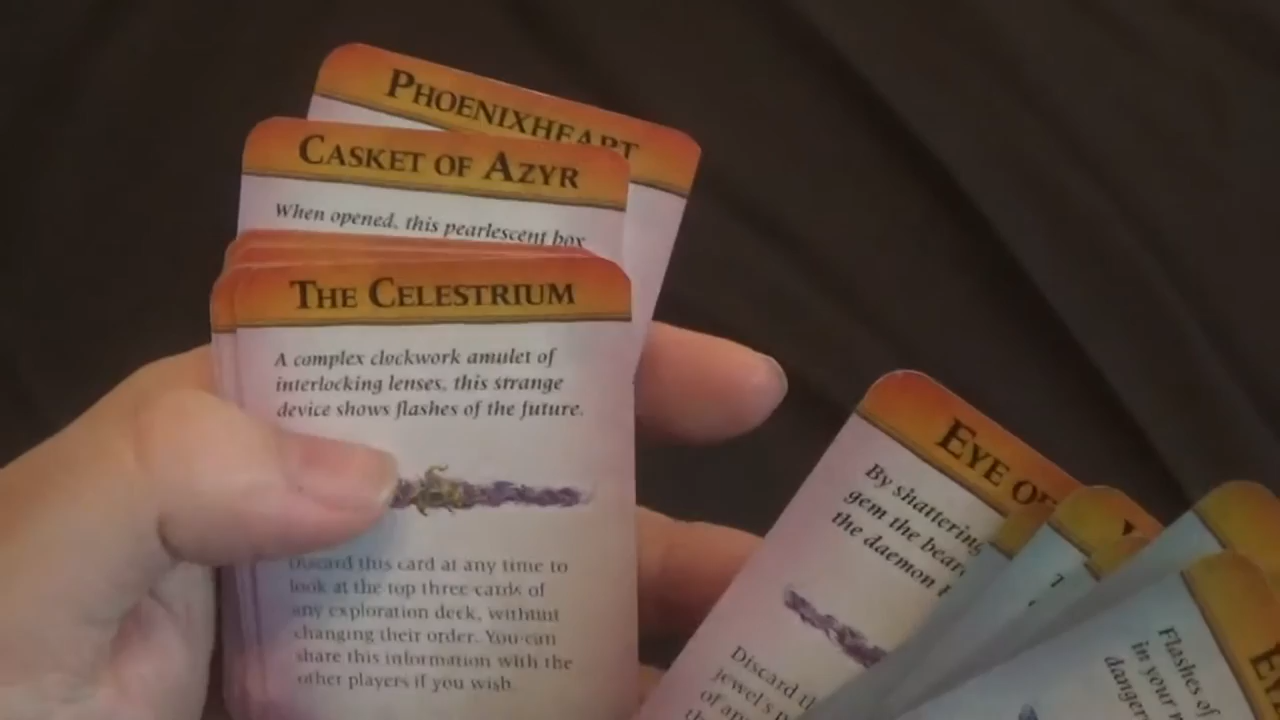 PHOENIXHEART
CASKET OF AZYR
When opened, this pearlescent box
THE CELESTRIUM
A complex clockwork amulet of
interlocking lenses, this strange
device shows flashes of the future.
Discard this card at any time to
look at the top three cards of
any exploration deck, without
changing their order. You can
share this information with the
other players if you wish.
EYE OF
By shattering
gem the
the daemon
Discard
jewel's
of
Flashes of
in your